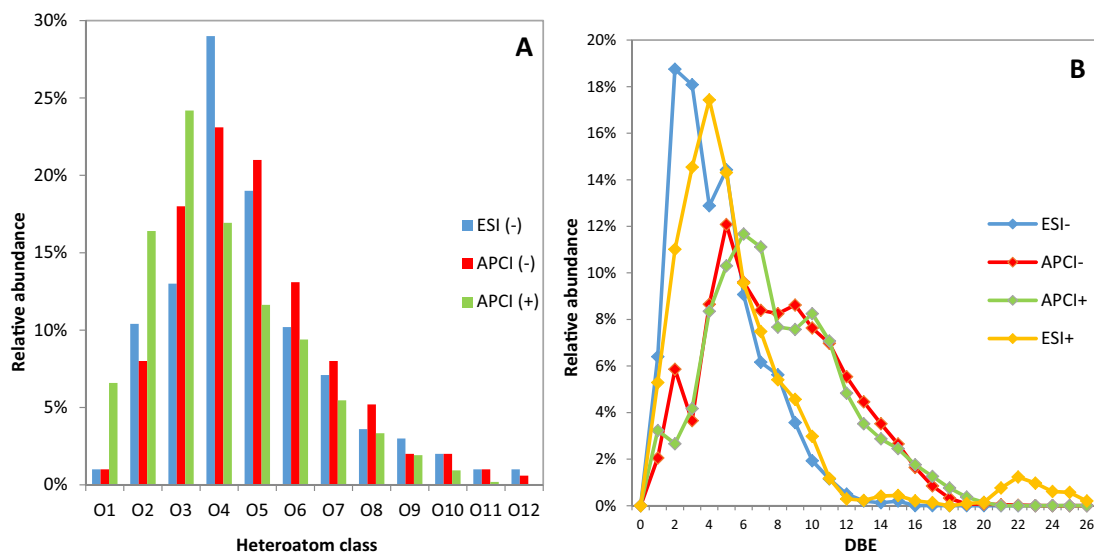 A
Relative abundance
30%
25%
20%
15%
10%
5%
0%
O1 O2 O3 O4 O5 O6 O7 O8 O9 O10 O11 O12
Heteroatom class
ESI (-)
APCI (-)
APCI (+)
B
Relative abundance
20%
18%
16%
14%
12%
10%
8%
6%
4%
2%
0%
0 2 4 6 8 10 12 14 16 18 20 22 24 26
DBE
ESI-
APCI-
APCI+
ESI+